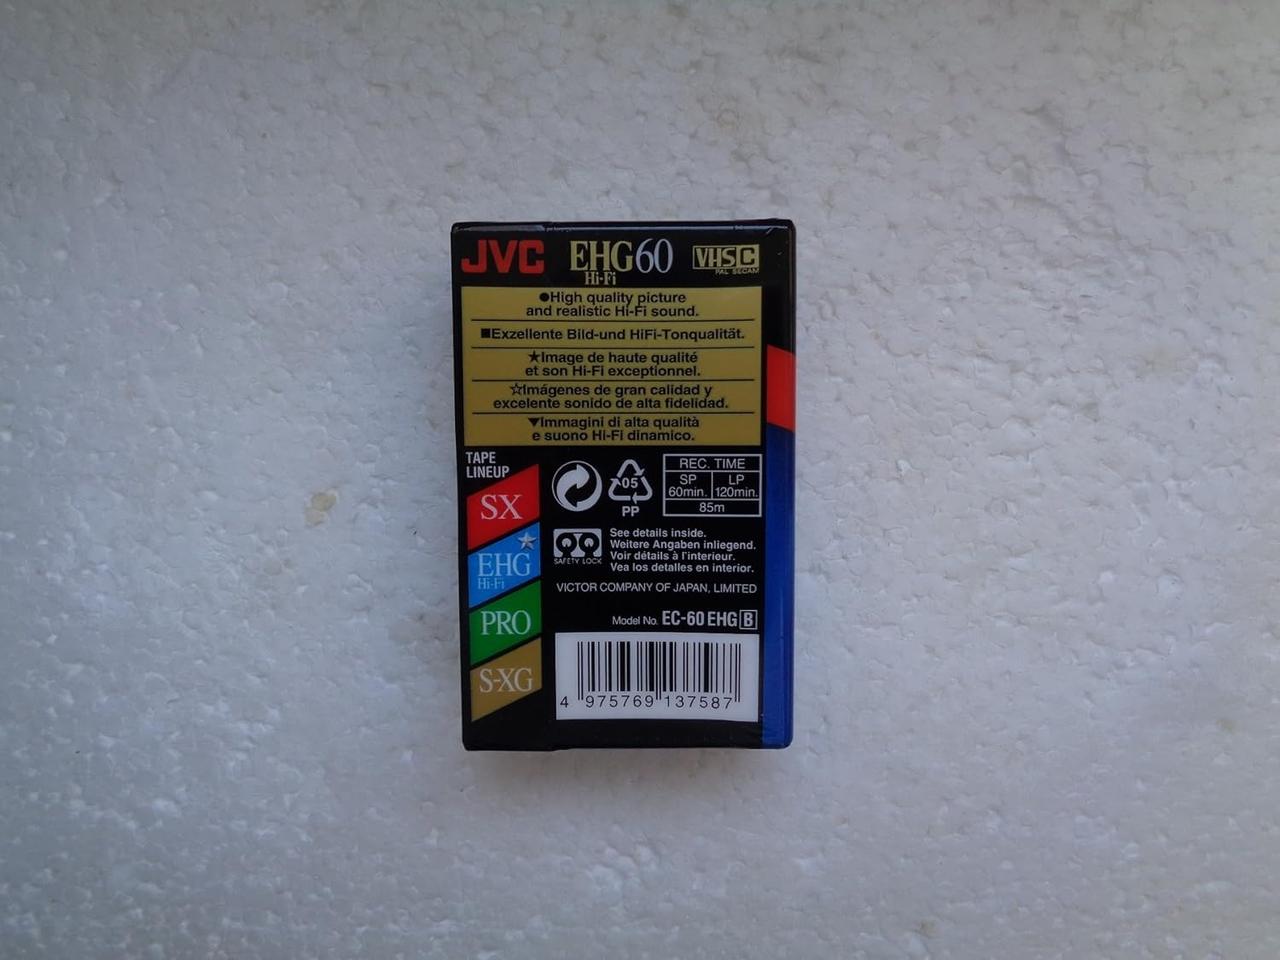 JVC EHG60 VHSC
Hi-Fi PAL SECAM
●High quality picture
and realistic Hi-Fi sound.
■Exzellente Bild-und HiFi-Tonqualität.
★Image de haute qualité
et son Hi-Fi exceptionnel.
☆Imágenes de gran calidad y
excelente sonido de alta fidelidad.
▼Immagini di alta qualità
e suono Hi-Fi dinamico.
TAPE
LINEUP
SX
EHG
Hi-Fi
PRO
S-XG
05
PP
REC. TIME
SP LP
60min. 120min.
85m
SAFETY LOCK
See details inside.
Weitere Angaben inliegend.
Voir détails à l'interieur.
Vea los detalles en interior.
VICTOR COMPANY OF JAPAN, LIMITED
Model No. EC-60 EHG B
4 975769 137587